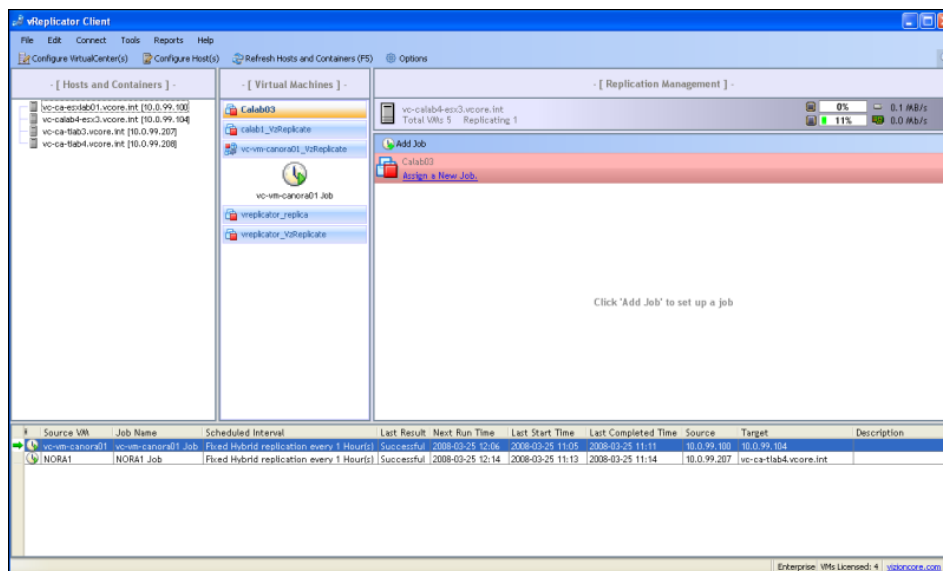 vReplicator Client
File Edit Connect Tools Reports Help
Configure VirtualCenter(s) Configure Host(s) Refresh Hosts and Containers (F5) Options
- [ Hosts and Containers ] -
vc-ca-esxlab01.vcore.int [10.0.99.100]
vc-calab4-esx3.vcore.int [10.0.99.104]
vc-ca-tlab3.vcore.int [10.0.99.207]
vc-ca-tlab4.vcore.int [10.0.99.208]
- [ Virtual Machines ] -
Calab03
calab1_VzReplicate
vc-vm-canora01_VzReplicate
vc-vm-canora01 Job
vreplicator_replica
vreplicator_VzReplicate
- [ Replication Management ] -
vc-calab4-esx3.vcore.int
Total VMs 5 Replicating 1
0% 0.1 MB/s
11% 0.0 Mb/s
Add Job
Calab03
Assign a New Job.
Click 'Add Job' to set up a job
Source VM Job Name Scheduled Interval Last Result Next Run Time Last Start Time Last Completed Time Source Target Description
vc-vm-canora01 vc-vm-canora01 Job Fixed Hybrid replication every 1 Hour(s) Successful 2008-03-25 12:06 2008-03-25 11:05 2008-03-25 11:11 10.0.99.100 10.0.99.104
NORA1 NORA1 Job Fixed Hybrid replication every 1 Hour(s) Successful 2008-03-25 12:14 2008-03-25 11:13 2008-03-25 11:14 10.0.99.207 vc-ca-tlab4.vcore.int
Enterprise VMs Licensed: 4 vizioncore.com